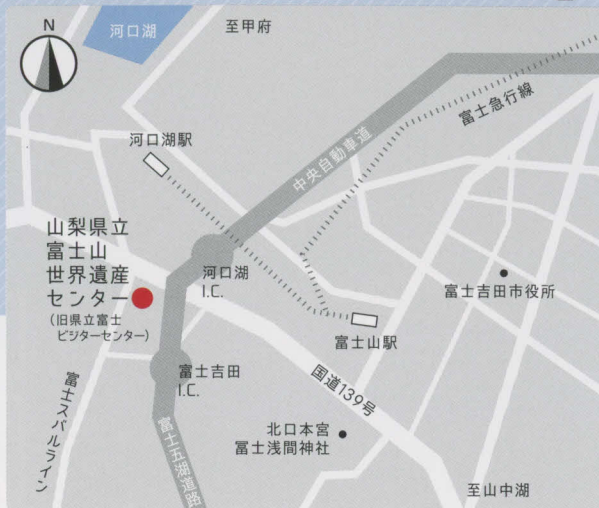 N
河口湖
至甲府
富士急行線
河口湖駅
中央自動車道
山梨県立
富士山
世界遺産
センター
（旧県立富士
ビジターセンター）
河口湖
I.C.
富士吉田市役所
富士山駅
富士吉田
I.C.
国道139号
富士スバルライン
北口本宮
冨士浅間神社
富士五湖道路
至山中湖